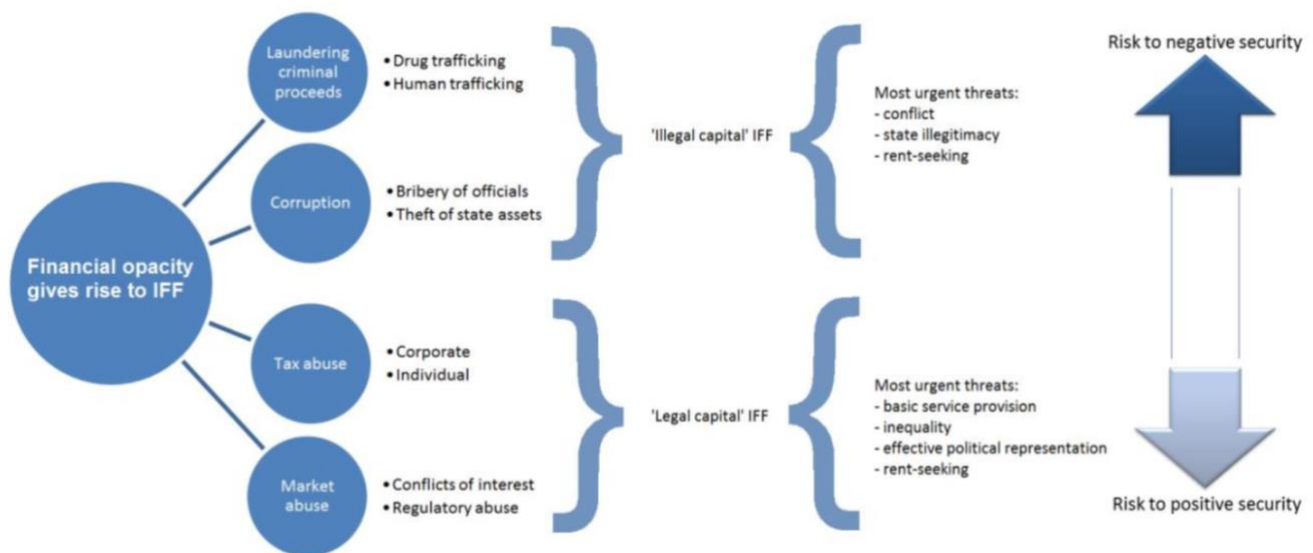 Financial opacity
gives rise to IFF
Laundering
criminal
proceeds
• Drug trafficking
• Human trafficking
Corruption
• Bribery of officials
• Theft of state assets
Tax abuse
• Corporate
• Individual
Market
abuse
• Conflicts of interest
• Regulatory abuse
'Illegal capital' IFF
'Legal capital' IFF
Most urgent threats:
- conflict
- state illegitimacy
- rent-seeking
Most urgent threats:
- basic service provision
- inequality
- effective political representation
- rent-seeking
Risk to negative security
Risk to positive security